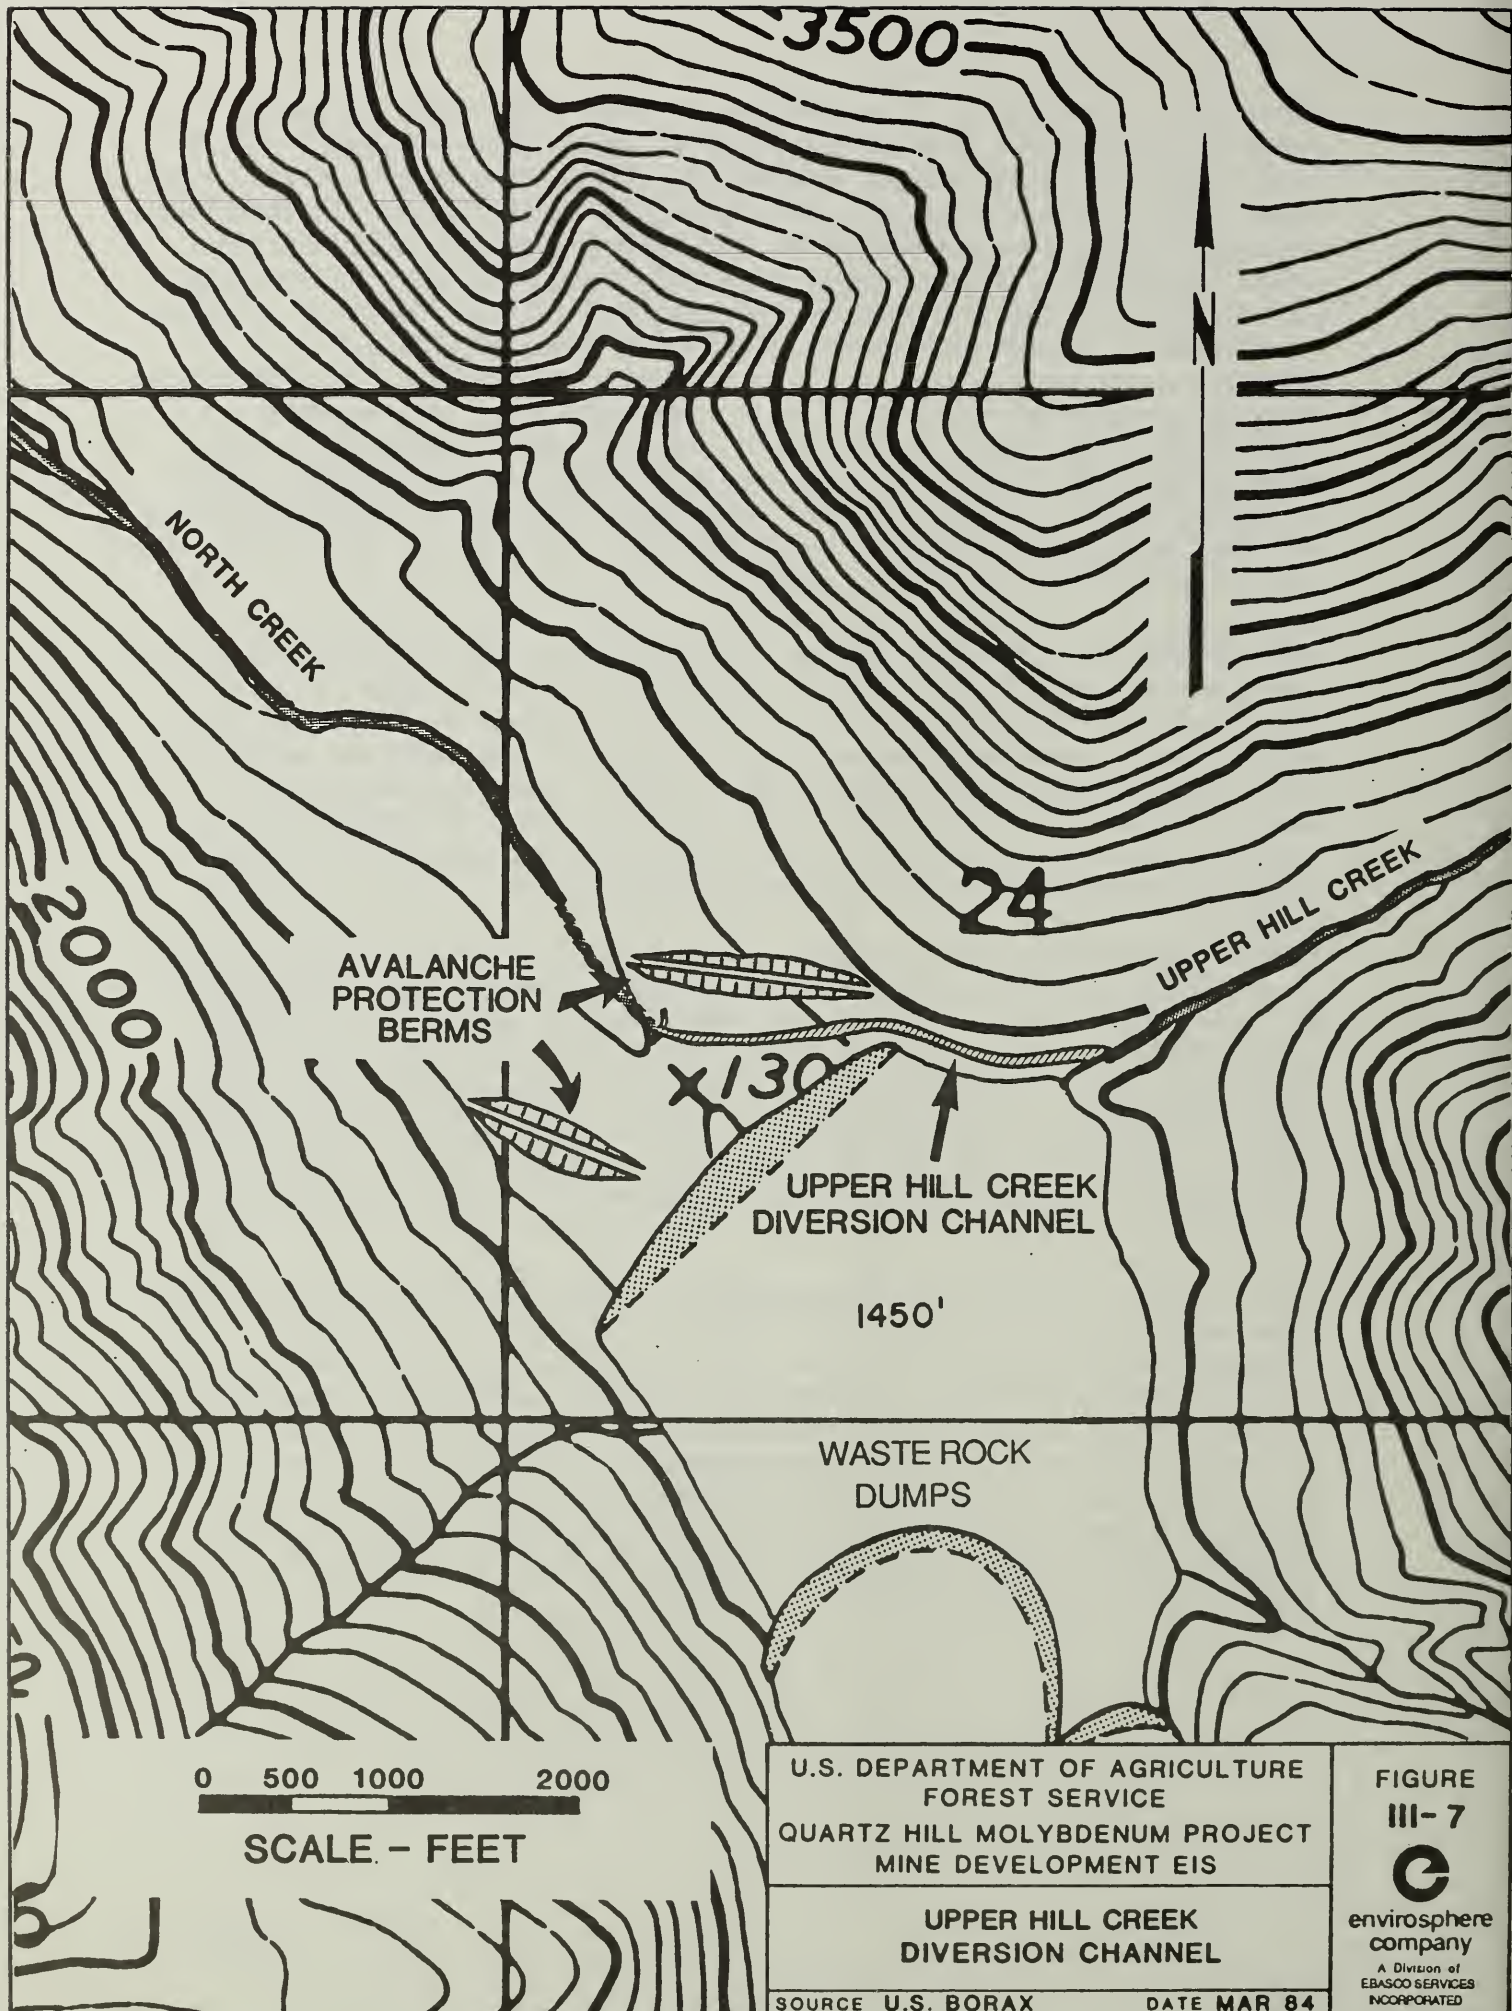 3500
N
NORTH CREEK
24
UPPER HILL CREEK
2000
AVALANCHE
PROTECTION
BERMS
X130
UPPER HILL CREEK
DIVERSION CHANNEL
1450'
WASTE ROCK
DUMPS
0 500 1000 2000
SCALE - FEET
U.S. DEPARTMENT OF AGRICULTURE
FOREST SERVICE
QUARTZ HILL MOLYBDENUM PROJECT
MINE DEVELOPMENT EIS
UPPER HILL CREEK
DIVERSION CHANNEL
SOURCE U.S. BORAX DATE MAR 84
FIGURE
III-7
e
envirosphere
company
A Division of
EBASCO SERVICES
INCORPORATED